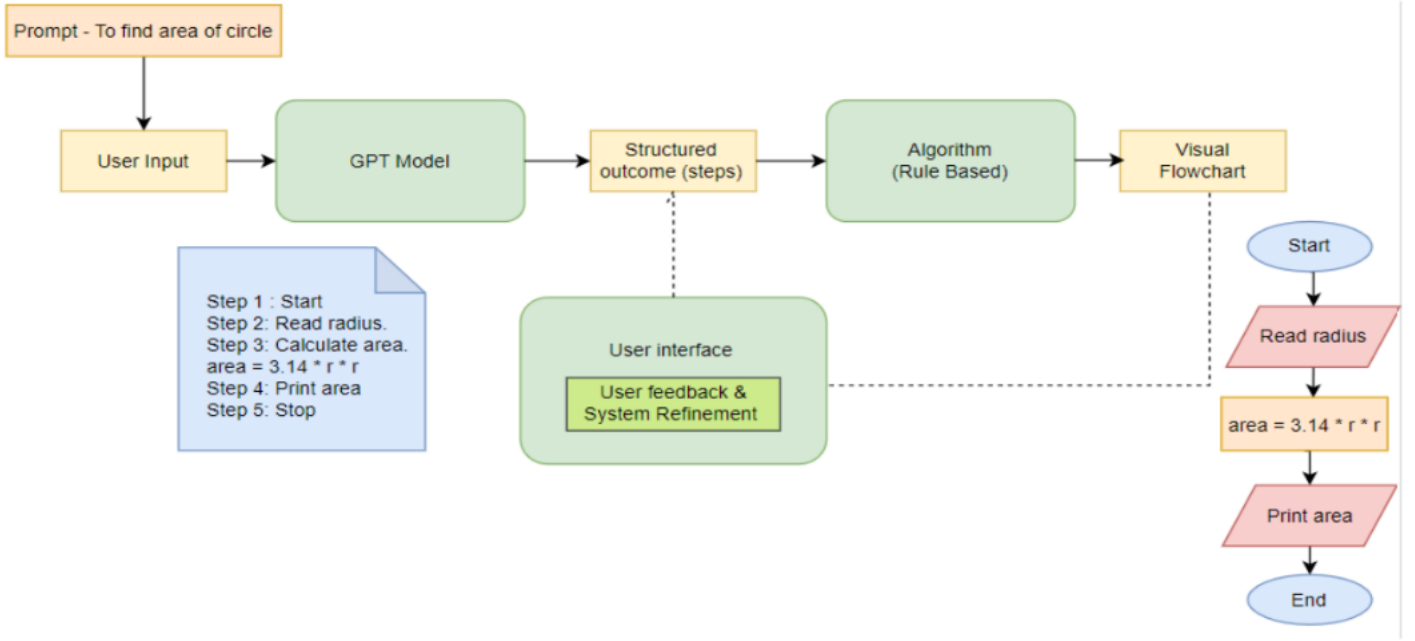 Prompt - To find area of circle
User Input
GPT Model
Structured
outcome (steps)
Algorithm
(Rule Based)
Visual
Flowchart
Step 1 : Start
Step 2: Read radius.
Step 3: Calculate area.
area = 3.14 * r * r
Step 4: Print area
Step 5: Stop
User interface
User feedback &
System Refinement
Start
Read radius
area = 3.14 * r * r
Print area
End